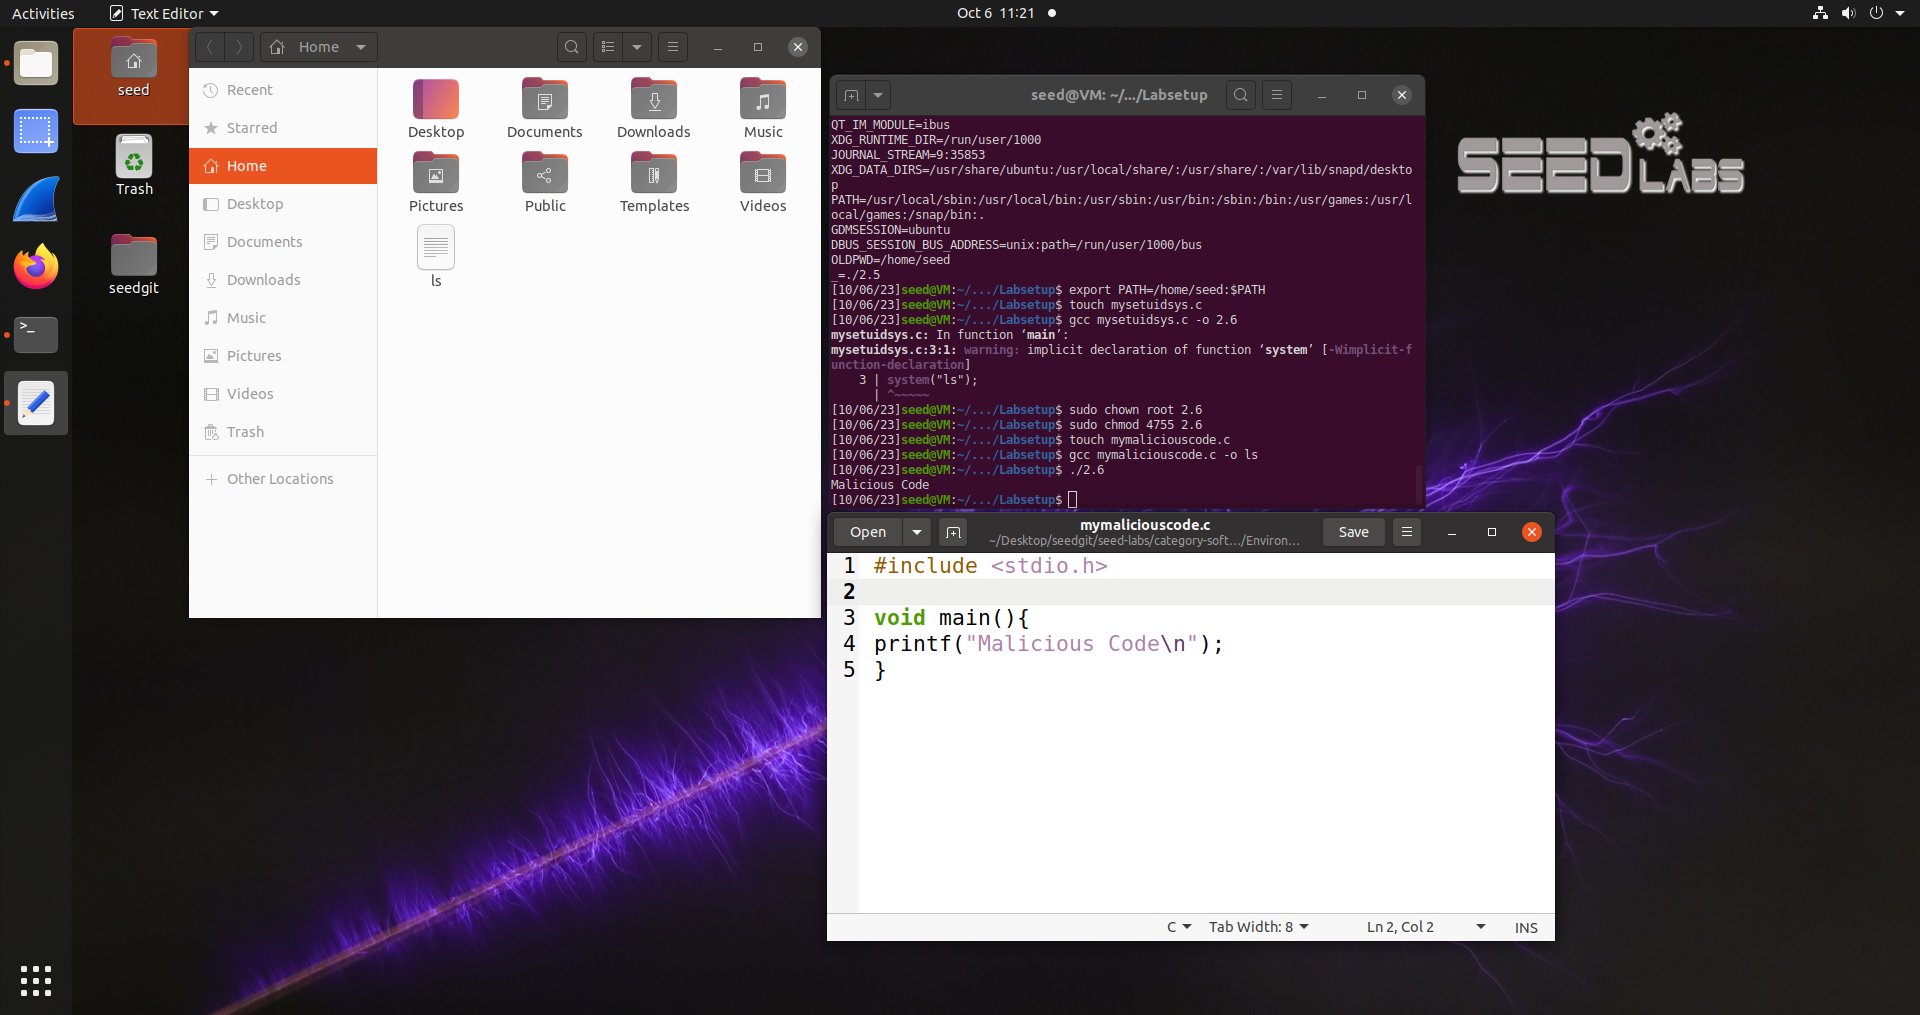 Activities
Text Editor
Oct 6 11:21
seed
Trash
seedgit
Home
Recent
Starred
Home
Desktop
Documents
Downloads
Music
Pictures
Videos
Trash
Other Locations
Desktop
Documents
Downloads
Music
Pictures
Public
Templates
Videos
ls
seed@VM: ~/.../Labsetup
QT_IM_MODULE=ibus
XDG_RUNTIME_DIR=/run/user/1000
JOURNAL_STREAM=9:35853
XDG_DATA_DIRS=/usr/share/ubuntu:/usr/local/share/:/usr/share/:/var/lib/snapd/deskto
p
PATH=/usr/local/sbin:/usr/local/bin:/usr/sbin:/usr/bin:/sbin:/bin:/usr/games:/usr/l
ocal/games:/snap/bin:.
GDMSESSION=ubuntu
DBUS_SESSION_BUS_ADDRESS=unix:path=/run/user/1000/bus
OLDPWD=/home/seed
_=./2.5
[10/06/23]seed@VM:~/.../Labsetup$ export PATH=/home/seed:$PATH
[10/06/23]seed@VM:~/.../Labsetup$ touch mysetuidsys.c
[10/06/23]seed@VM:~/.../Labsetup$ gcc mysetuidsys.c -o 2.6
mysetuidsys.c: In function ‘main’:
mysetuidsys.c:3:1: warning: implicit declaration of function ‘system’ [-Wimplicit-f
unction-declaration]
3 | system("ls");
| ^~~~~~
[10/06/23]seed@VM:~/.../Labsetup$ sudo chown root 2.6
[10/06/23]seed@VM:~/.../Labsetup$ sudo chmod 4755 2.6
[10/06/23]seed@VM:~/.../Labsetup$ touch mymaliciouscode.c
[10/06/23]seed@VM:~/.../Labsetup$ gcc mymaliciouscode.c -o ls
[10/06/23]seed@VM:~/.../Labsetup$ ./2.6
Malicious Code
[10/06/23]seed@VM:~/.../Labsetup$
SEED LABS
Open
mymaliciouscode.c
~/Desktop/seedgit/seed-labs/category-soft.../Environ...
Save
1 #include <stdio.h>
2
3 void main(){
4 printf("Malicious Code\n");
5 }
C
Tab Width: 8
Ln 2, Col 2
INS